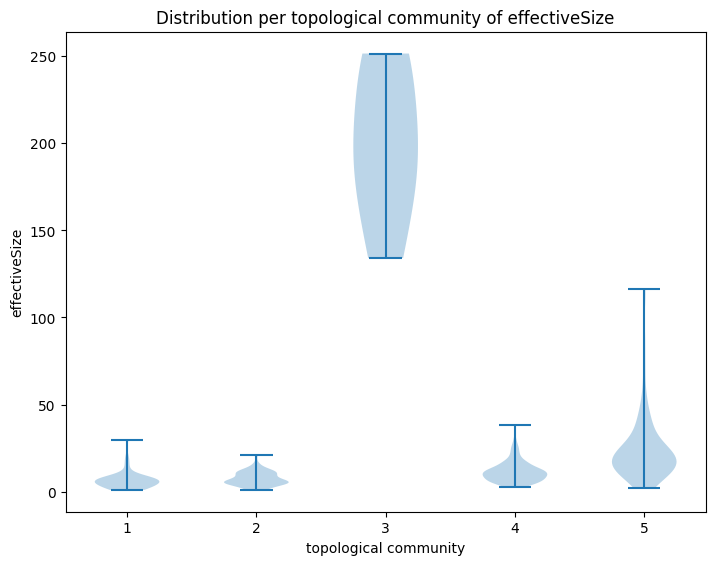 Distribution per topological community of effectiveSize
effectiveSize
250
200
150
100
50
0
1 2 3 4 5
topological community